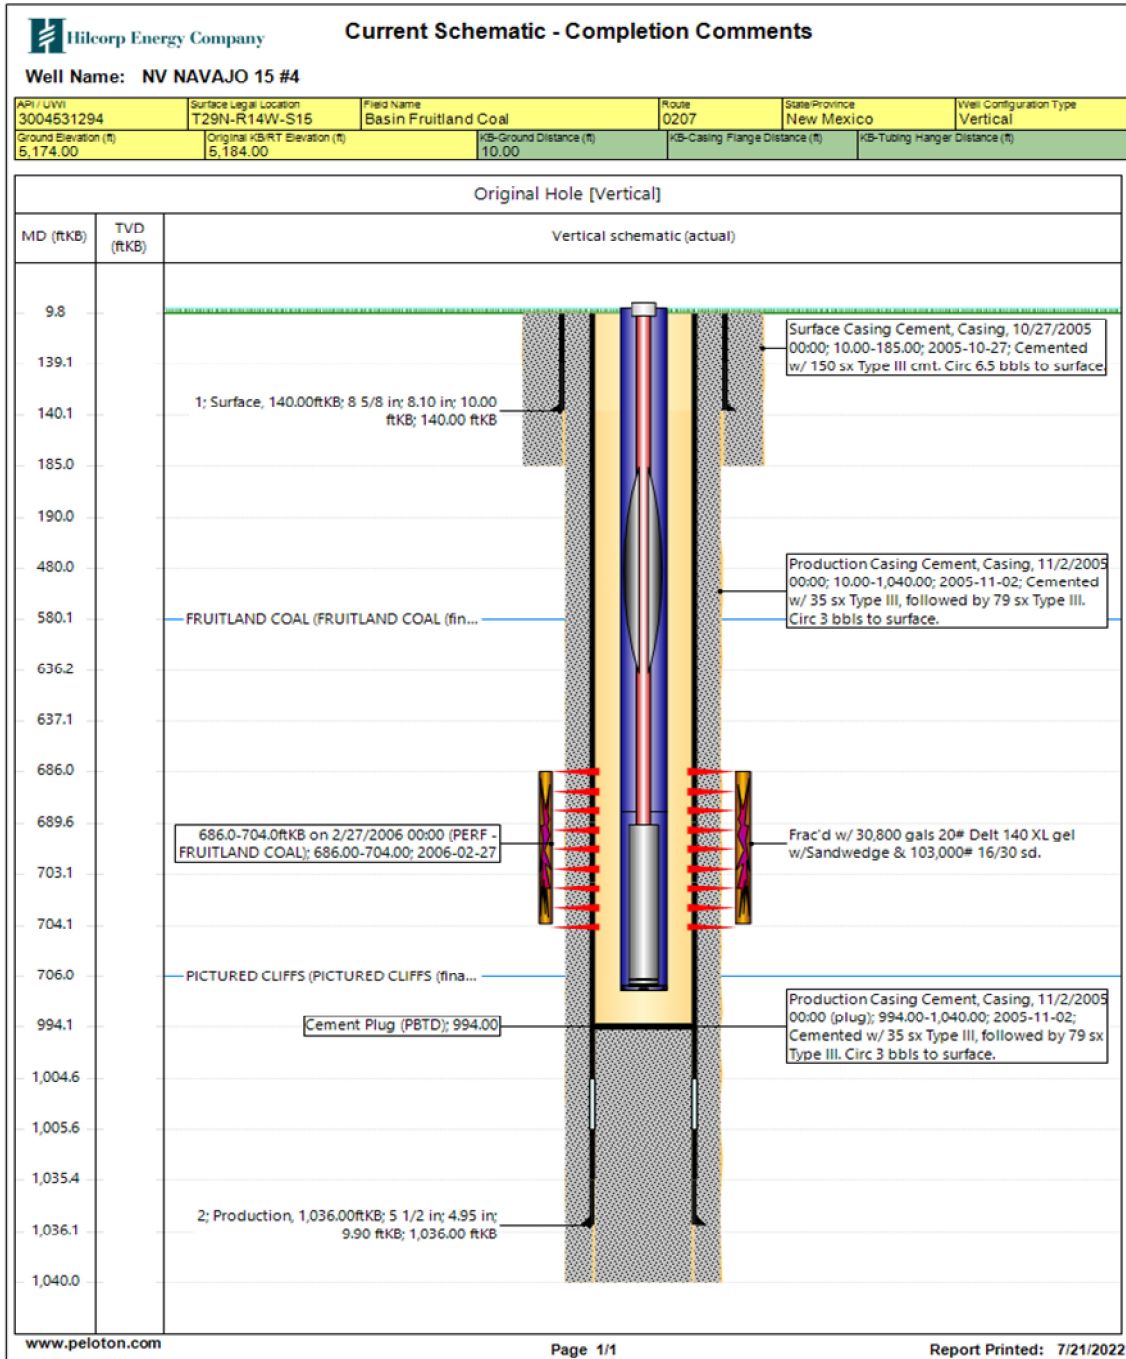 Hilcorp Energy Company
Current Schematic - Completion Comments
Well Name: NV NAVAJO 15 #4
API / UWI
3004531294
Surface Legal Location
T29N-R14W-S15
Field Name
Basin Fruitland Coal
Route
0207
State/Province
New Mexico
Well Configuration Type
Vertical
Ground Elevation (ft)
5,174.00
Original KB/RT Elevation (ft)
5,184.00
KB-Ground Distance (ft)
10.00
KB-Casing Flange Distance (ft)
KB-Tubing Hanger Distance (ft)
Original Hole [Vertical]
MD (ftKB)
TVD
(ftKB)
Vertical schematic (actual)
9.8
139.1
140.1
185.0
190.0
480.0
580.1
636.2
637.1
686.0
689.6
703.1
704.1
706.0
994.1
1,004.6
1,005.6
1,035.4
1,036.1
1,040.0
Surface Casing Cement, Casing, 10/27/2005
00:00; 10.00-185.00; 2005-10-27; Cemented
w/ 150 sx Type III cmt. Circ 6.5 bbls to surface.
1; Surface, 140.00ftKB; 8 5/8 in; 8.10 in; 10.00
ftKB; 140.00 ftKB
Production Casing Cement, Casing, 11/2/2005
00:00; 10.00-1,040.00; 2005-11-02; Cemented
w/ 35 sx Type III, followed by 79 sx Type III.
Circ 3 bbls to surface.
FRUITLAND COAL (FRUITLAND COAL (fin...
686.0-704.0ftKB on 2/27/2006 00:00 (PERF -
FRUITLAND COAL); 686.00-704.00; 2006-02-27
Frac'd w/ 30,800 gals 20# Delt 140 XL gel
w/Sandwedge & 103,000# 16/30 sd.
PICTURED CLIFFS (PICTURED CLIFFS (fina...
Cement Plug (PBTD); 994.00
Production Casing Cement, Casing, 11/2/2005
00:00 (plug); 994.00-1,040.00; 2005-11-02;
Cemented w/ 35 sx Type III, followed by 79 sx
Type III. Circ 3 bbls to surface.
2; Production, 1,036.00ftKB; 5 1/2 in; 4.95 in;
9.90 ftKB; 1,036.00 ftKB
www.peloton.com
Page 1/1
Report Printed: 7/21/2022